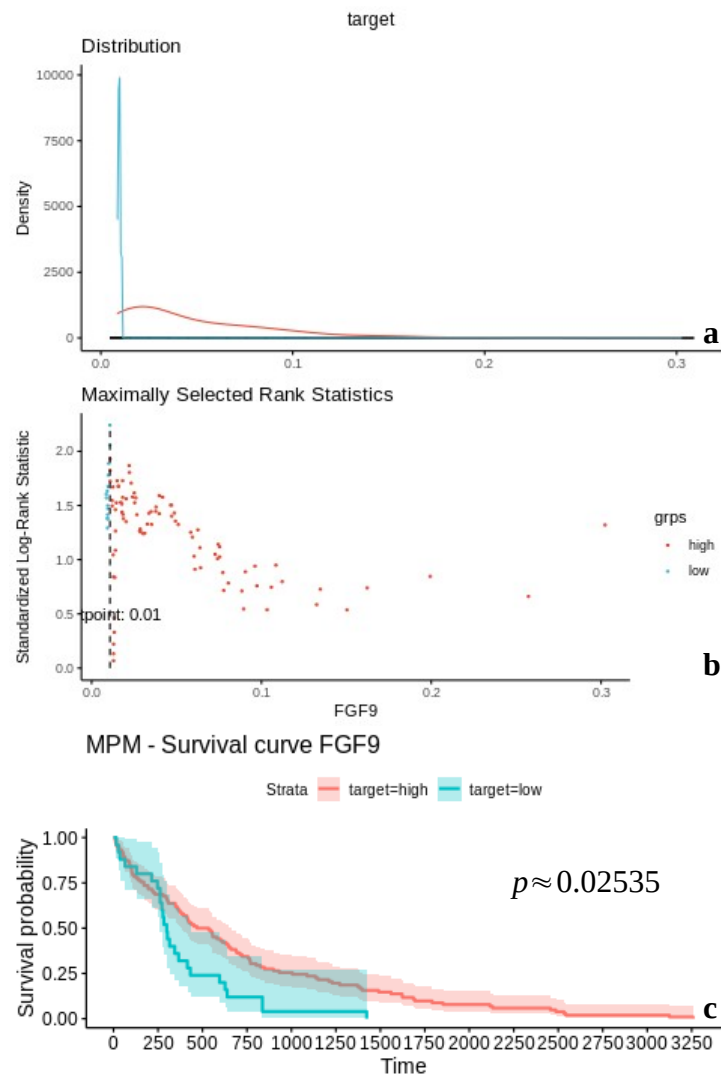 target
Distribution
10000
7500
5000
2500
0
Density
0.0 0.1 0.2 0.3
a
Maximally Selected Rank Statistics
2.0
1.5
1.0
0.5
0.0
Standardized Log-Rank Statistic
tpoint: 0.01
grps
high
low
b
0.0 0.1 0.2 0.3
FGF9
MPM - Survival curve FGF9
Strata target=high target=low
1.00
0.75
0.50
0.25
0.00
Survival probability
p≈0.02535
c
0 250 500 750 1000 1250 1500 1750 2000 2250 2500 2750 3000 3250
Time